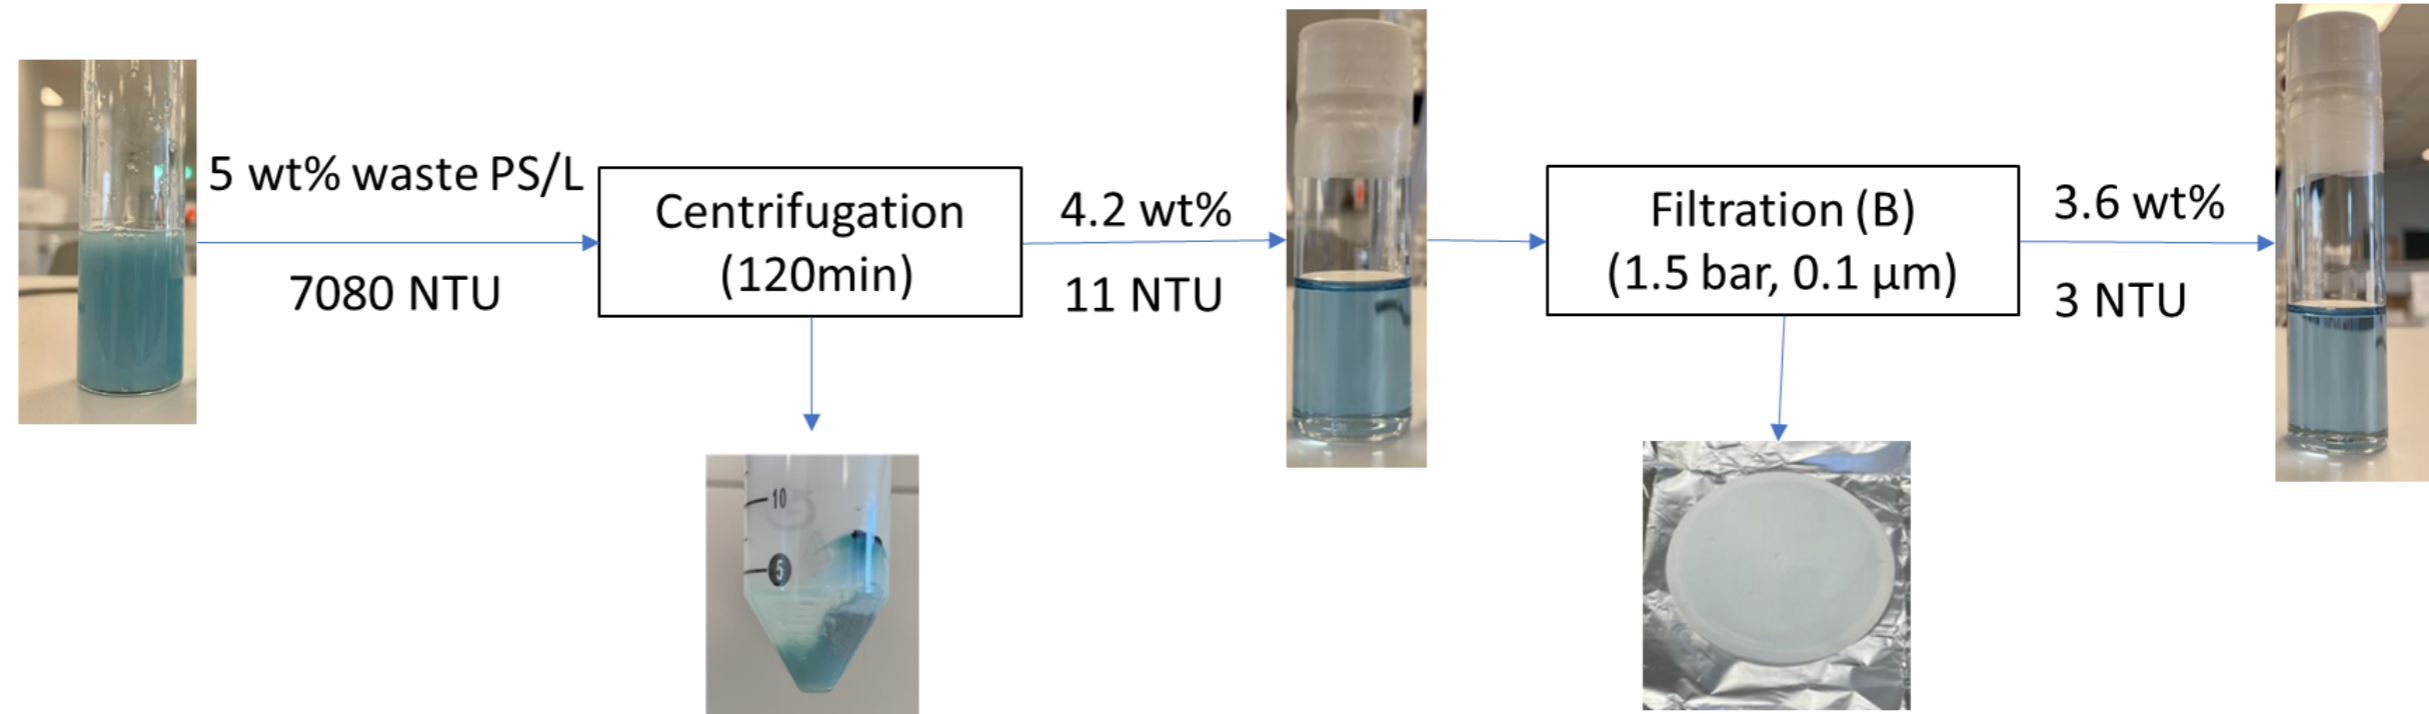 5 wt% waste PS/L
7080 NTU
Centrifugation
(120min)
4.2 wt%
11 NTU
Filtration (B)
(1.5 bar, 0.1 µm)
3.6 wt%
3 NTU
10
5